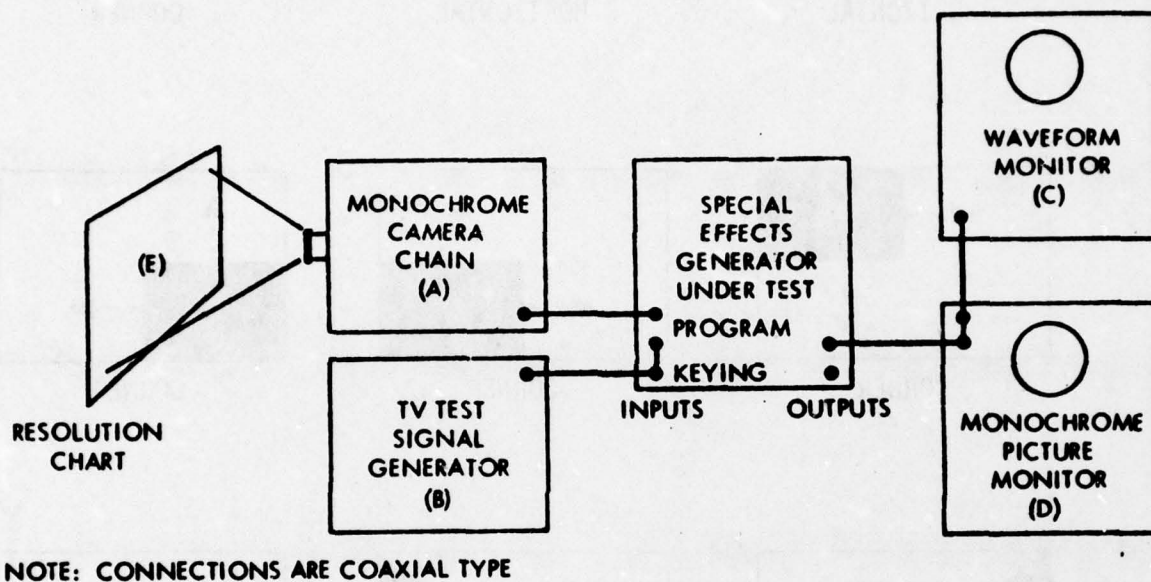 WAVEFORM
MONITOR
(C)
MONOCHROME
CAMERA
CHAIN
(A)
SPECIAL
EFFECTS
GENERATOR
UNDER TEST
PROGRAM
KEYING
INPUTS
OUTPUTS
(E)
RESOLUTION
CHART
TV TEST
SIGNAL
GENERATOR
(B)
MONOCHROME
PICTURE
MONITOR
(D)
NOTE: CONNECTIONS ARE COAXIAL TYPE